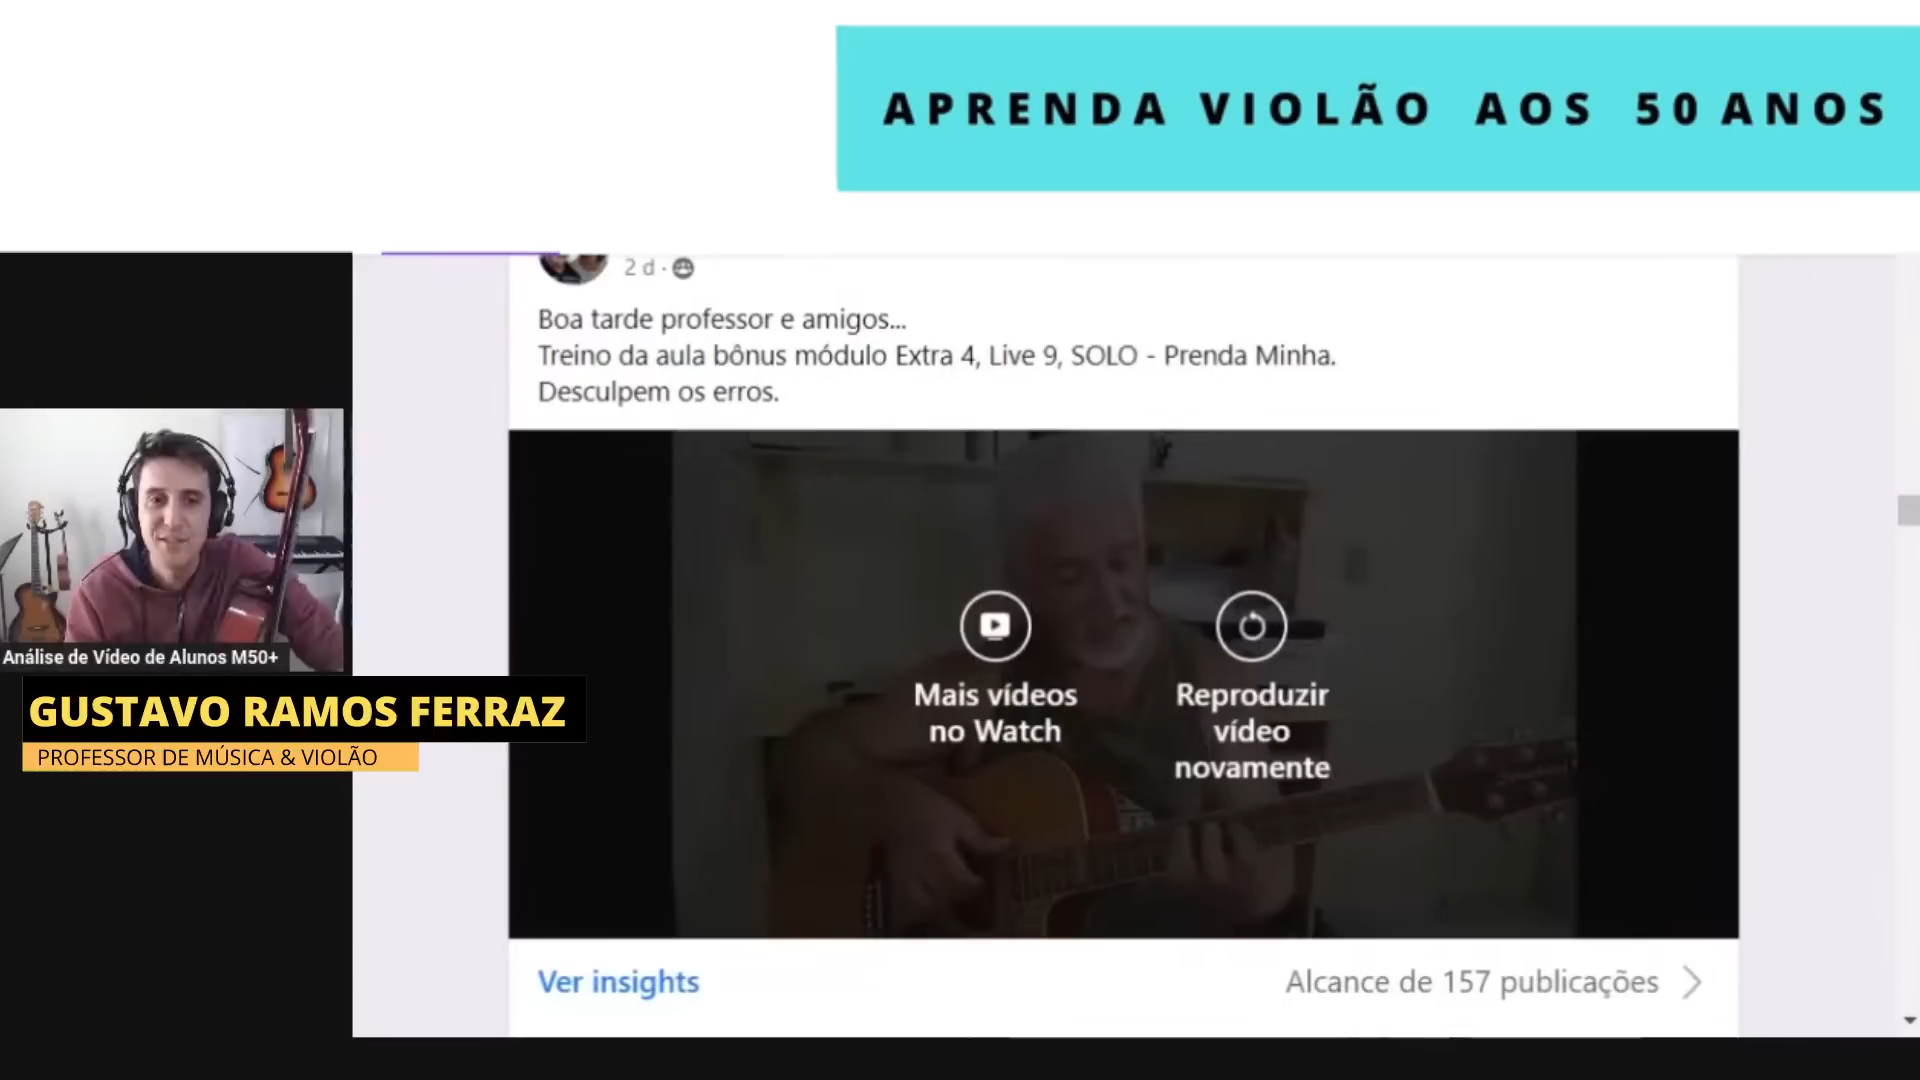 APRENDA VIOLÃO AOS 50 ANOS
2 d ·
Boa tarde professor e amigos...
Treino da aula bônus módulo Extra 4, Live 9, SOLO - Prenda Minha.
Desculpem os erros.
Análise de Vídeo de Alunos M50+
GUSTAVO RAMOS FERRAZ
PROFESSOR DE MÚSICA & VIOLÃO
Mais vídeos
no Watch
Reproduzir
vídeo
novamente
Ver insights
Alcance de 157 publicações